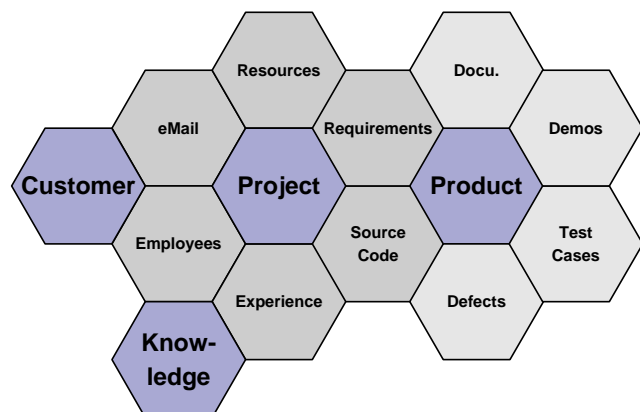 Resources
Docu.
eMail
Requirements
Demos
Customer
Project
Product
Employees
Source
Code
Test
Cases
Experience
Defects
Know-
ledge